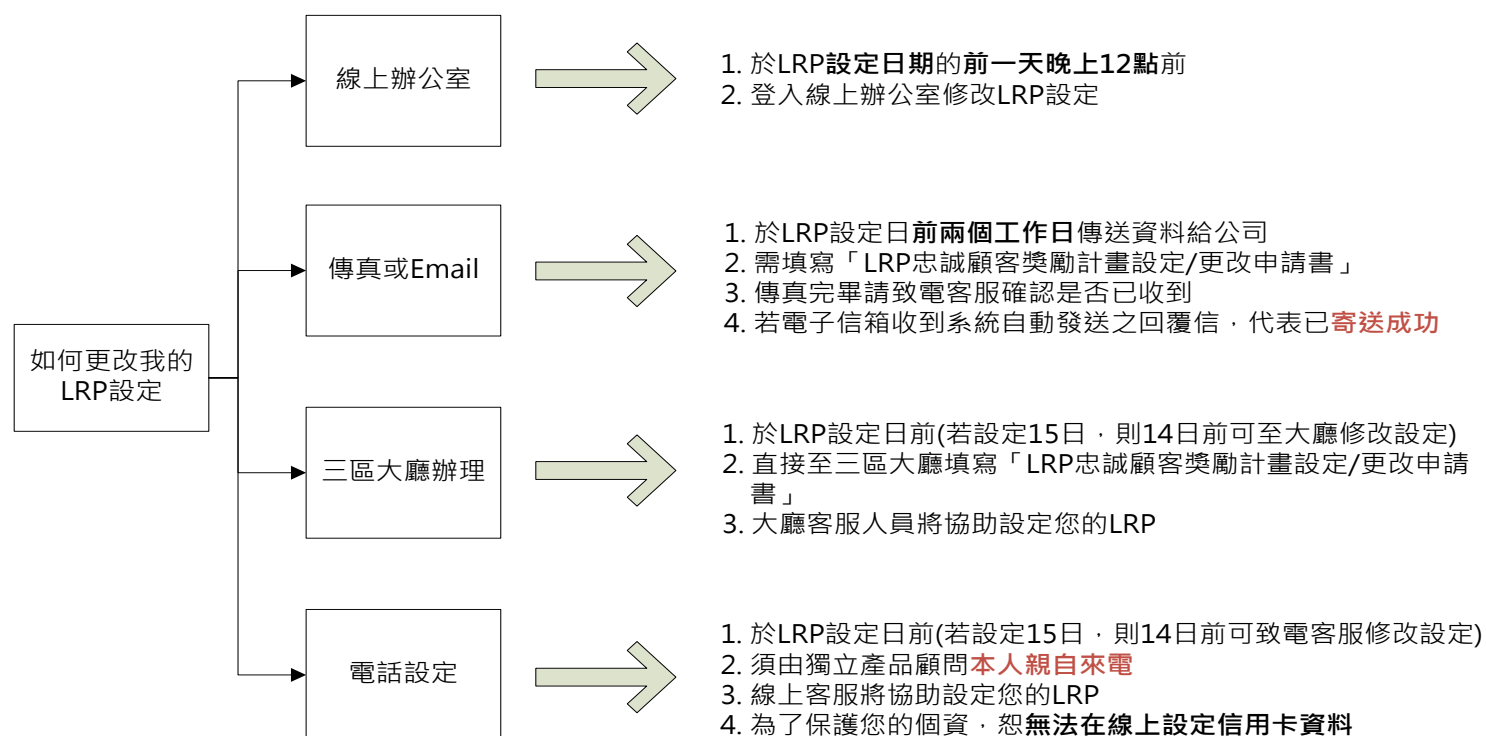 線上辦公室
1. 於LRP設定日期的前一天晚上12點前
2. 登入線上辦公室修改LRP設定
傳真或Email
1. 於LRP設定日前兩個工作日傳送資料給公司
2. 需填寫「LRP忠誠顧客獎勵計畫設定/更改申請書」
3. 傳真完畢請致電客服確認是否已收到
4. 若電子信箱收到系統自動發送之回覆信，代表已寄送成功
如何更改我的
LRP設定
三區大廳辦理
1. 於LRP設定日前(若設定15日，則14日前可至大廳修改設定)
2. 直接至三區大廳填寫「LRP忠誠顧客獎勵計畫設定/更改申請
書」
3. 大廳客服人員將協助設定您的LRP
電話設定
1. 於LRP設定日前(若設定15日，則14日前可致電客服修改設定)
2. 須由獨立產品顧問本人親自來電
3. 線上客服將協助設定您的LRP
4. 為了保護您的個資，恕無法在線上設定信用卡資料